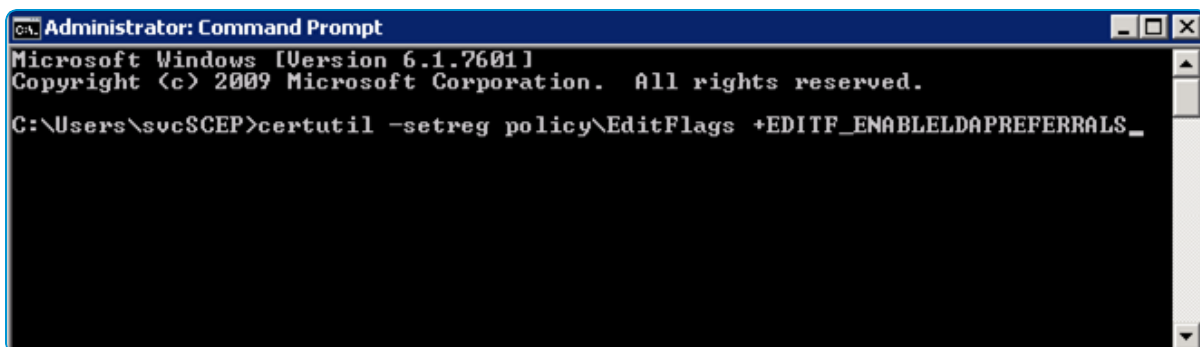 Administrator: Command Prompt
Microsoft Windows [Version 6.1.7601]
Copyright (c) 2009 Microsoft Corporation.  All rights reserved.
C:\Users\svcSCEP>certutil -setreg policy\EditFlags +EDITF_ENABLELDAPREFERRALS_